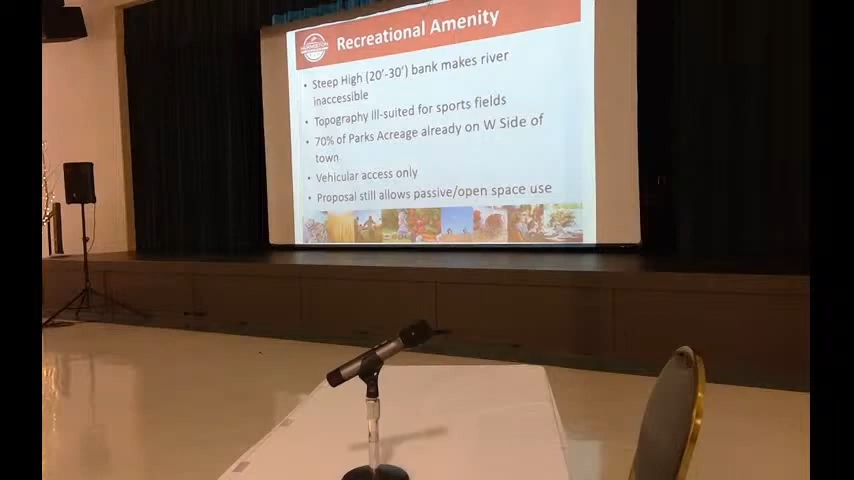 Recreational Amenity
• Steep High (20'-30') bank makes river
inaccessible
• Topography ill-suited for sports fields
• 70% of Parks Acreage already on W Side of
town
• Vehicular access only
• Proposal still allows passive/open space use